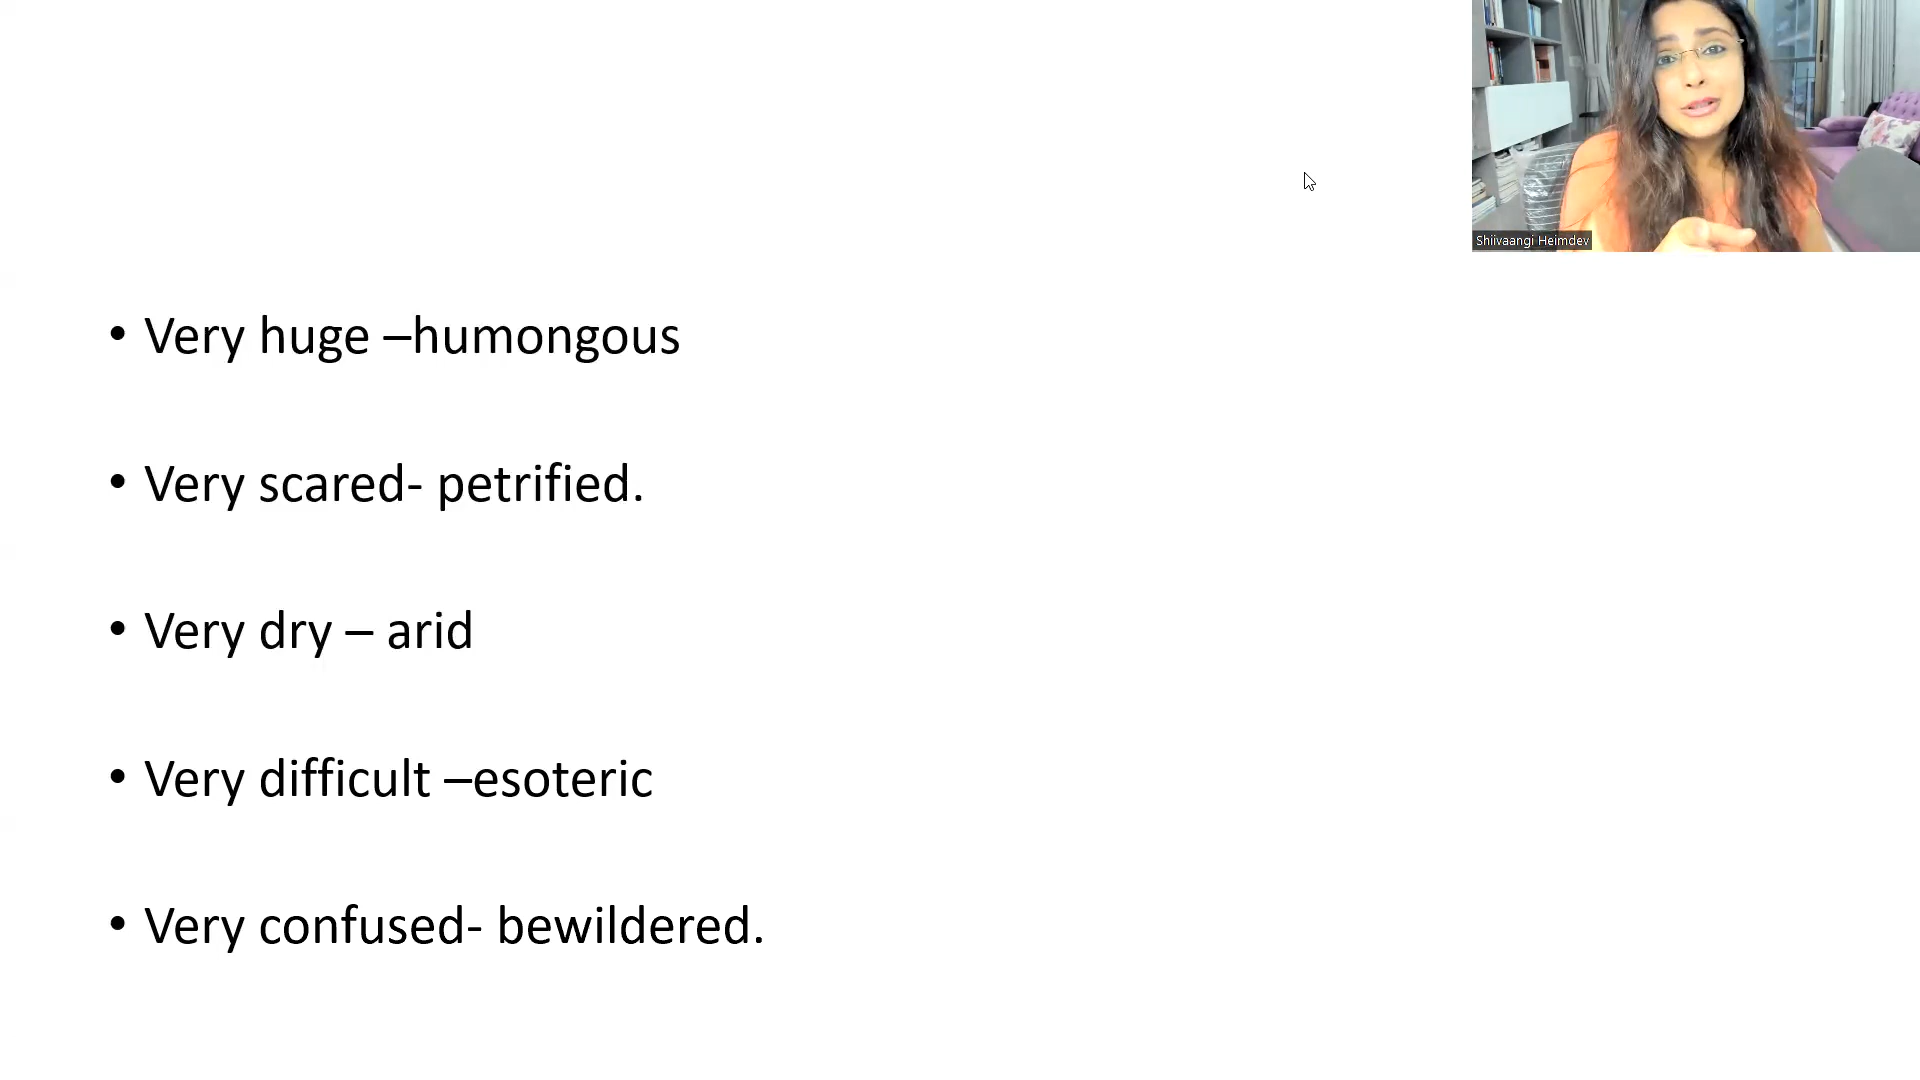 Shiivaangi Heimdev
• Very huge –humongous
• Very scared- petrified.
• Very dry – arid
• Very difficult –esoteric
• Very confused- bewildered.